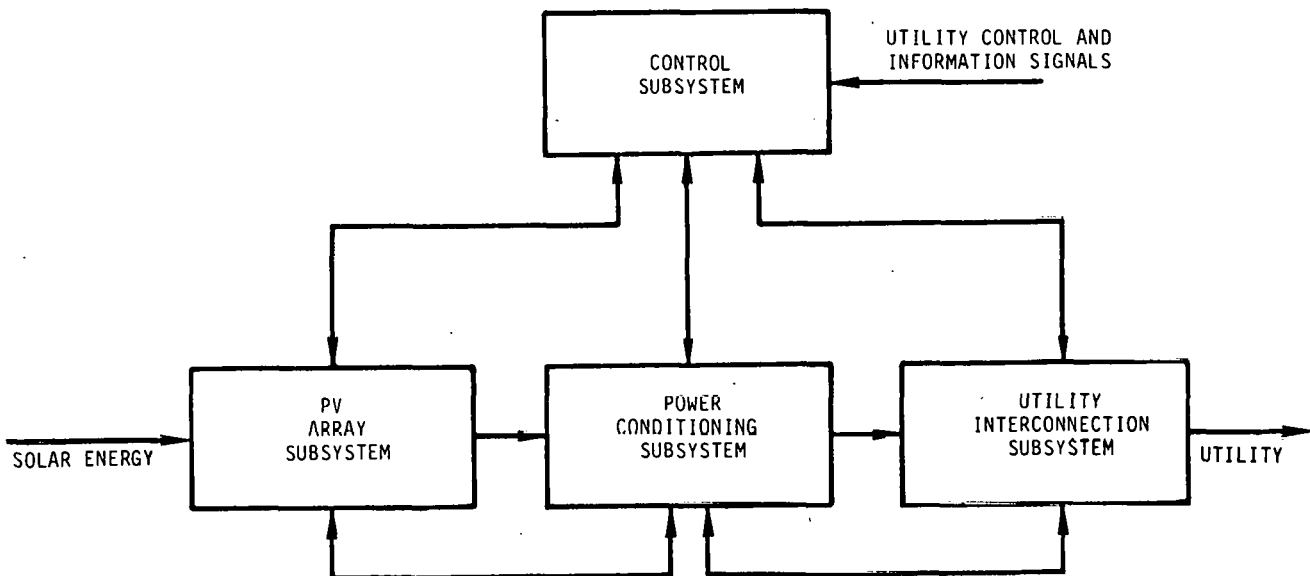 UTILITY CONTROL AND
INFORMATION SIGNALS
CONTROL
SUBSYSTEM
PV
ARRAY
SUBSYSTEM
POWER
CONDITIONING
SUBSYSTEM
UTILITY
INTERCONNECTION
SUBSYSTEM
SOLAR ENERGY
UTILITY